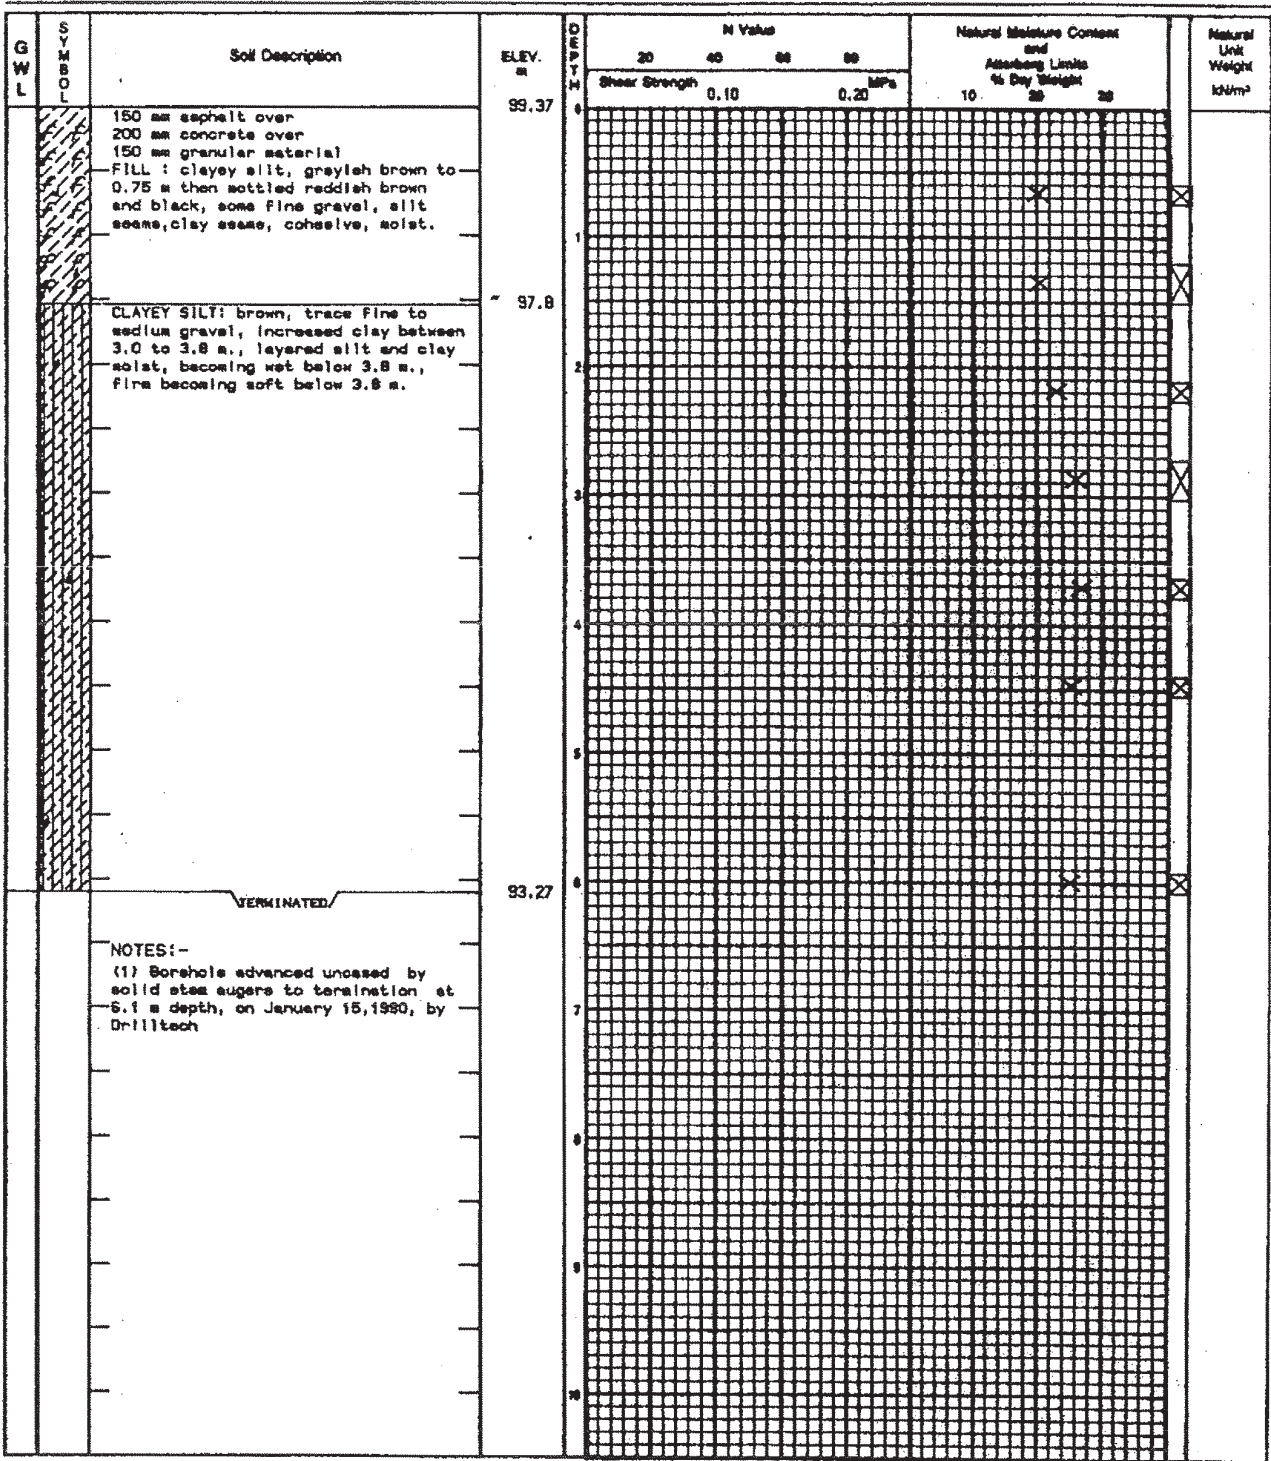 GWL
SYMBOL
Soil Description
ELEV.
m
DEPTH
N Value
20 40 60 80
Shear Strength MPa
0.10 0.20
Natural Moisture Content
and
Atterberg Limits
% Dry Weight
10 20 30
Natural
Unit
Weight
kN/m³
99.37
150 mm asphalt over
200 mm concrete over
150 mm granular material
FILL : clayey silt, greyish brown to
0.75 m then mottled reddish brown
and black, some fine gravel, silt
seams,clay seams, cohesive, moist.
97.8
CLAYEY SILT: brown, trace fine to
medium gravel, increased clay between
3.0 to 3.8 m., layered silt and clay
moist, becoming wet below 3.8 m.,
firm becoming soft below 3.8 m.
93.27
TERMINATED
NOTES:-
(1) Borehole advanced uncased by
solid stem augers to termination at
6.1 m depth, on January 15,1990, by
Drilltech
0
1
2
3
4
5
6
7
8
9
10